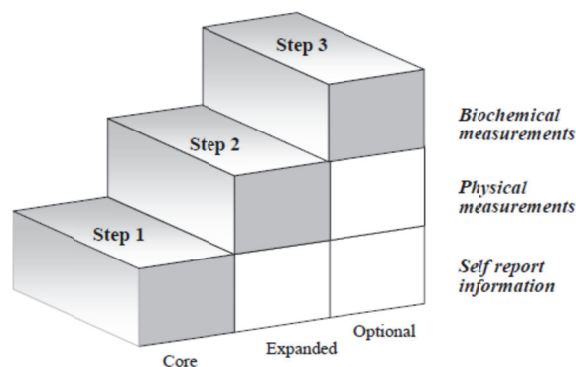 Step 3
Biochemical
measurements
Step 2
Physical
measurements
Step 1
Self report
information
Core
Expanded
Optional